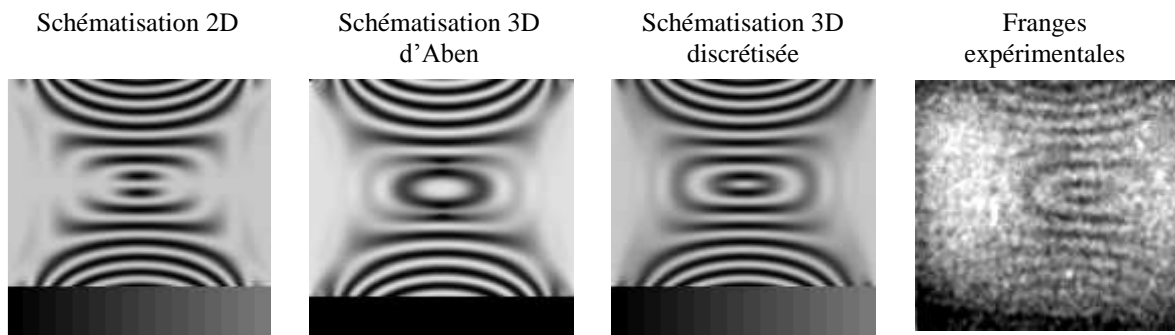 Schématisation 2D
Schématisation 3D
d’Aben
Schématisation 3D
discrétisée
Franges
expérimentales